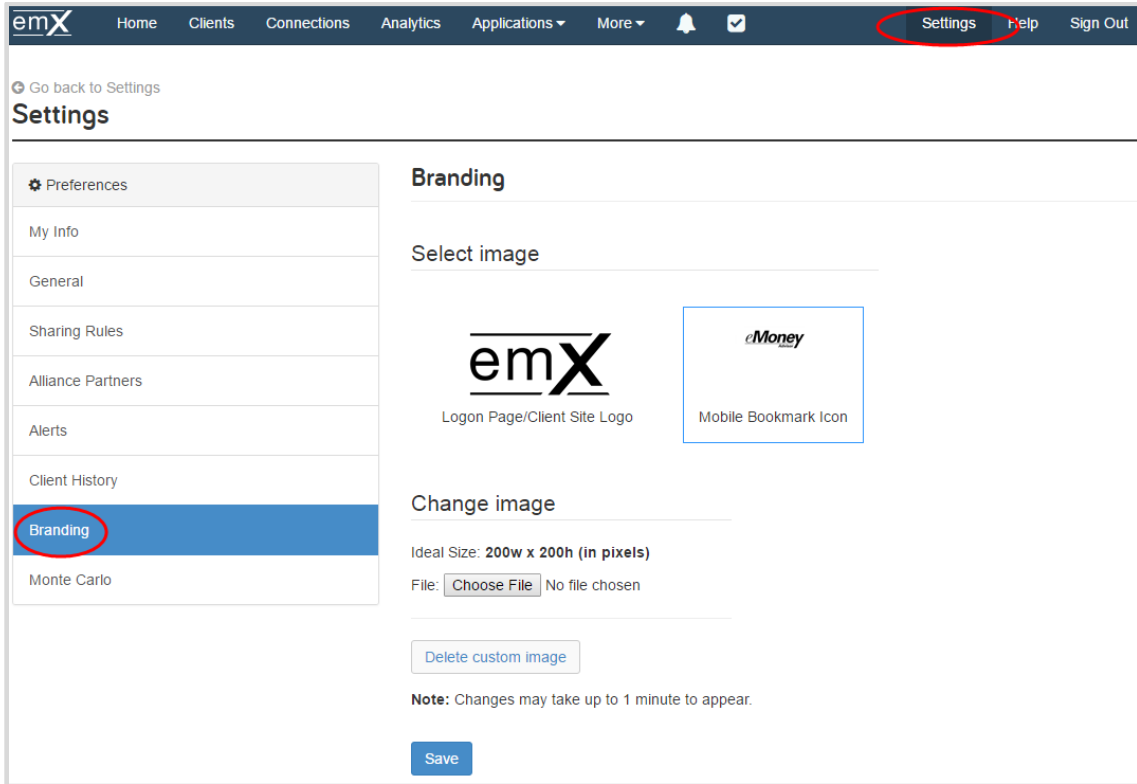 emX Home Clients Connections Analytics Applications More Settings Help Sign Out
Go back to Settings
Settings
Preferences
My Info
General
Sharing Rules
Alliance Partners
Alerts
Client History
Branding
Monte Carlo
Branding
Select image
emX
Logon Page/Client Site Logo
eMoney
Advisor
Mobile Bookmark Icon
Change image
Ideal Size: 200w x 200h (in pixels)
File: Choose File No file chosen
Delete custom image
Note: Changes may take up to 1 minute to appear.
Save